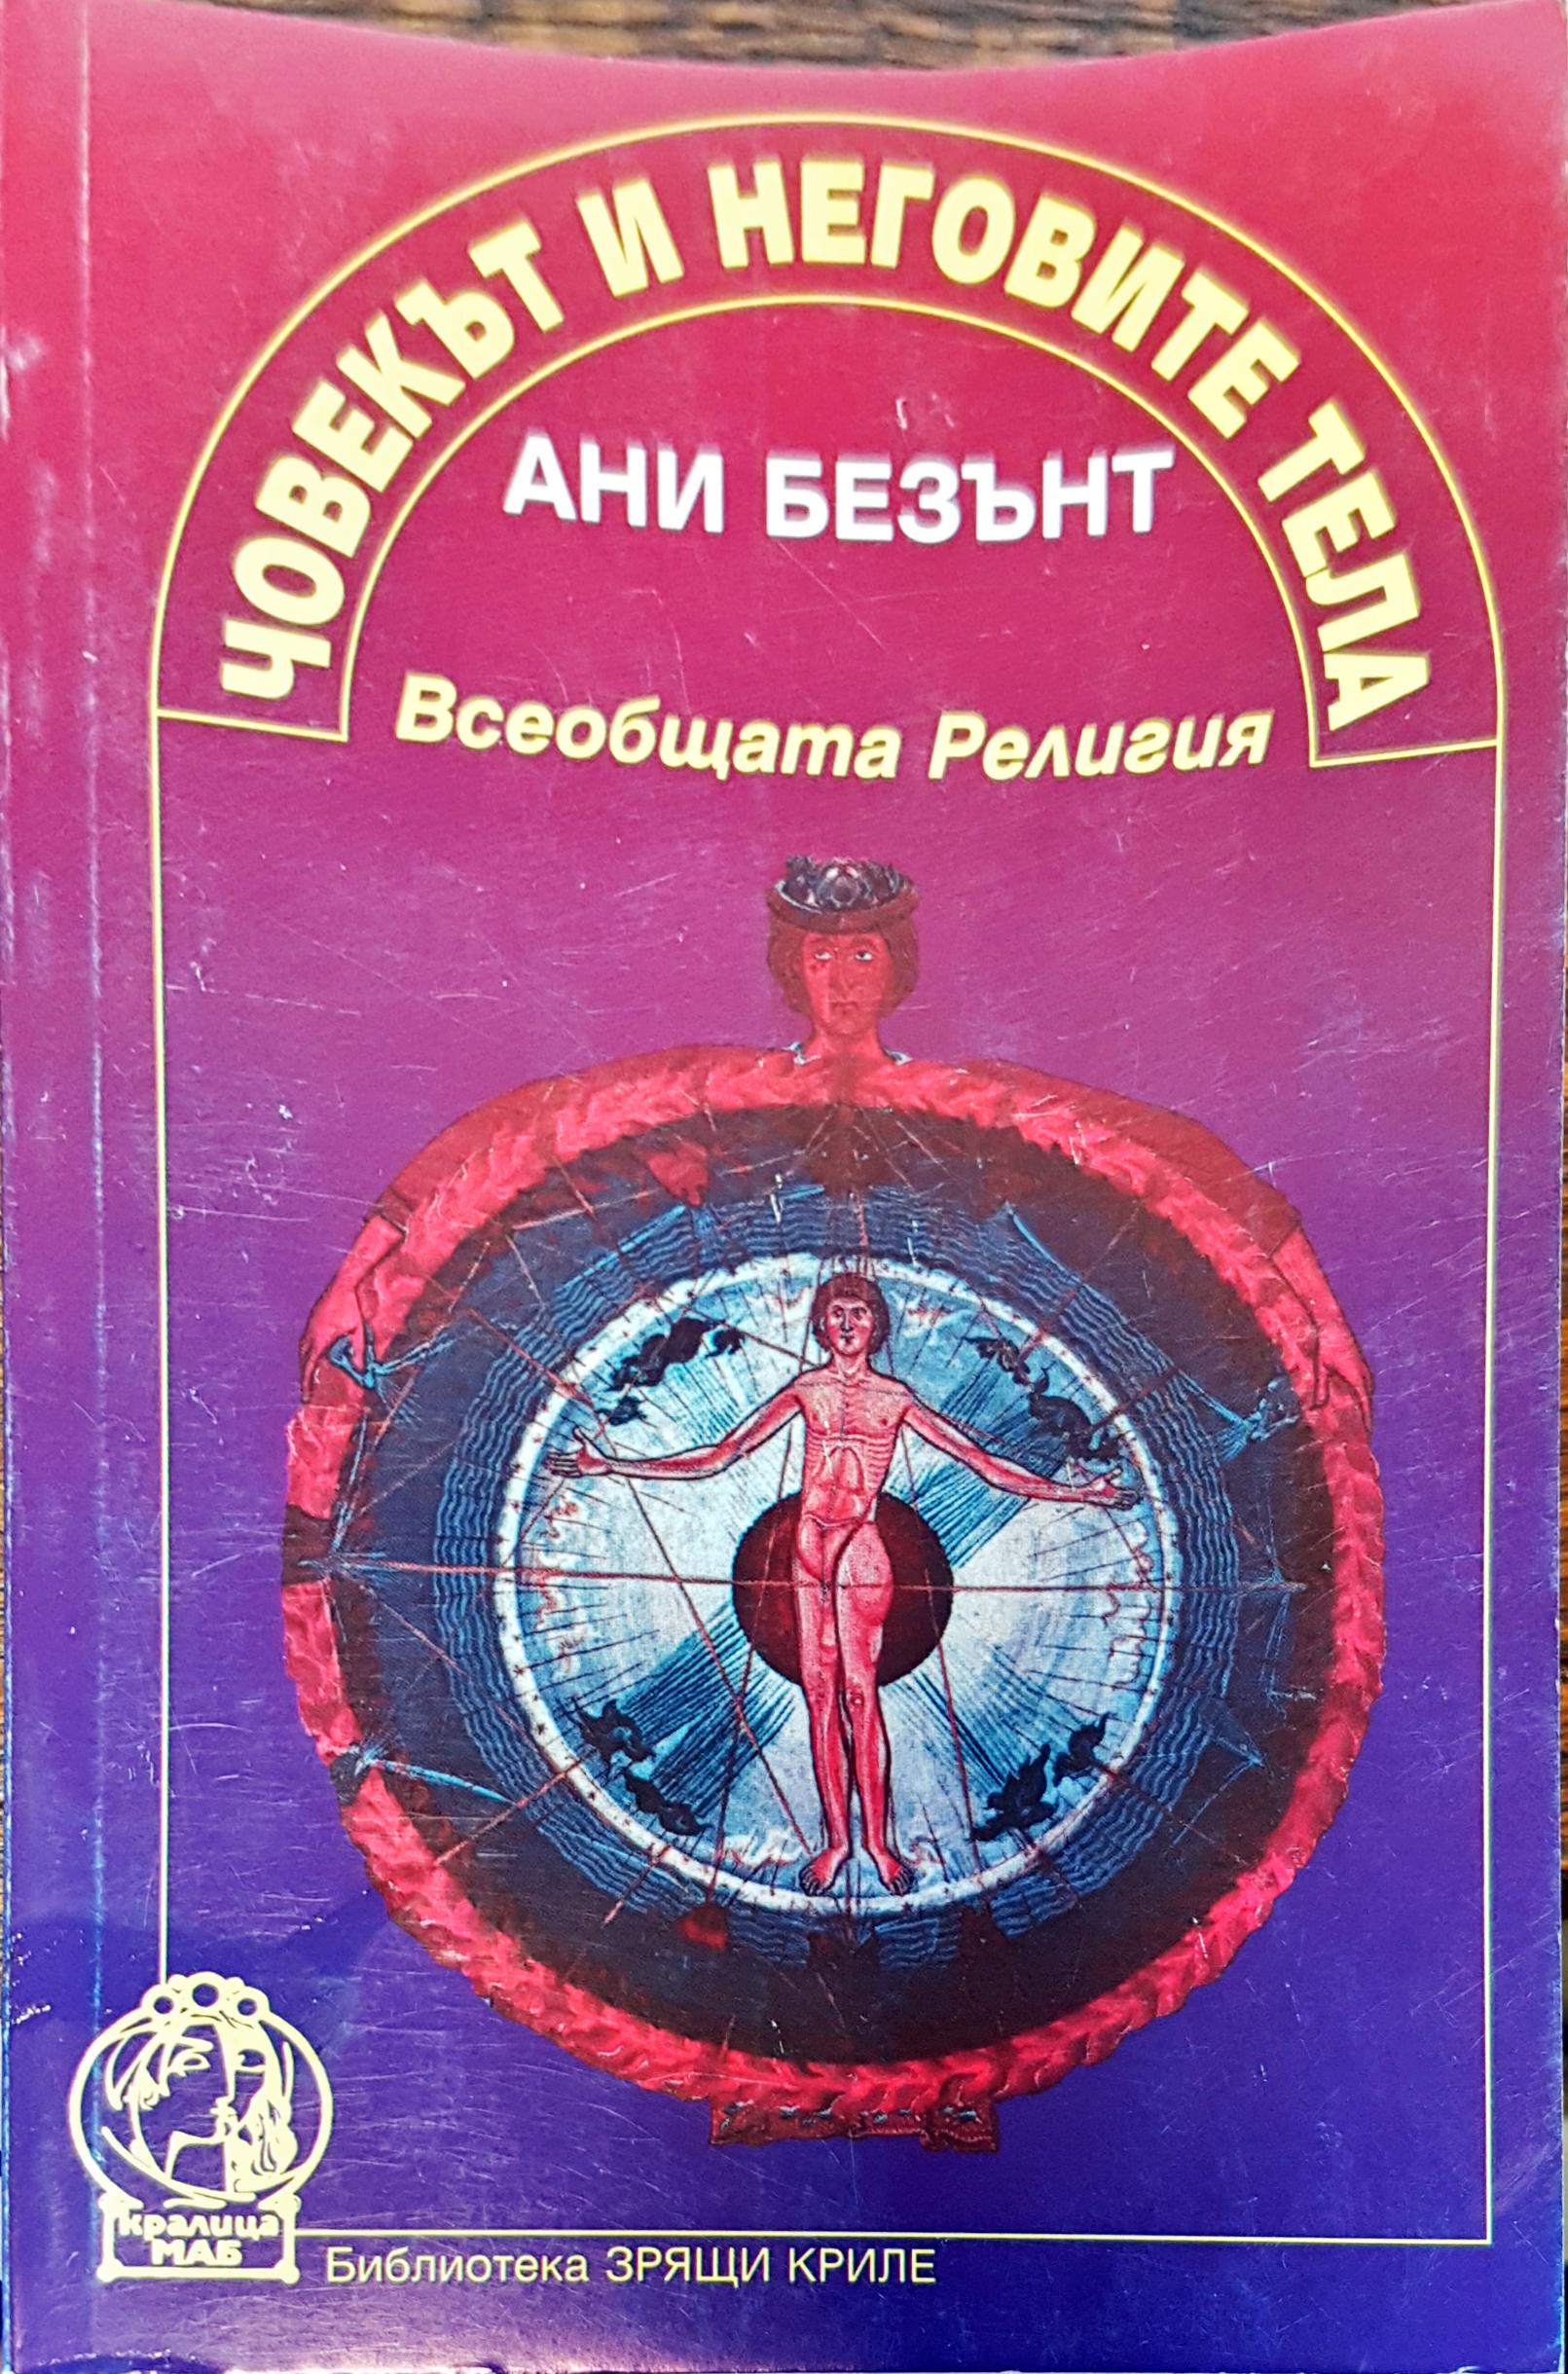 ЧОВЕКЪТ И НЕГОВИТЕ ТЕЛА
АНИ БЕЗЪНТ
Всеобщата Религия
кралица
МАБ
Библиотека ЗРЯЩИ КРИЛЕ